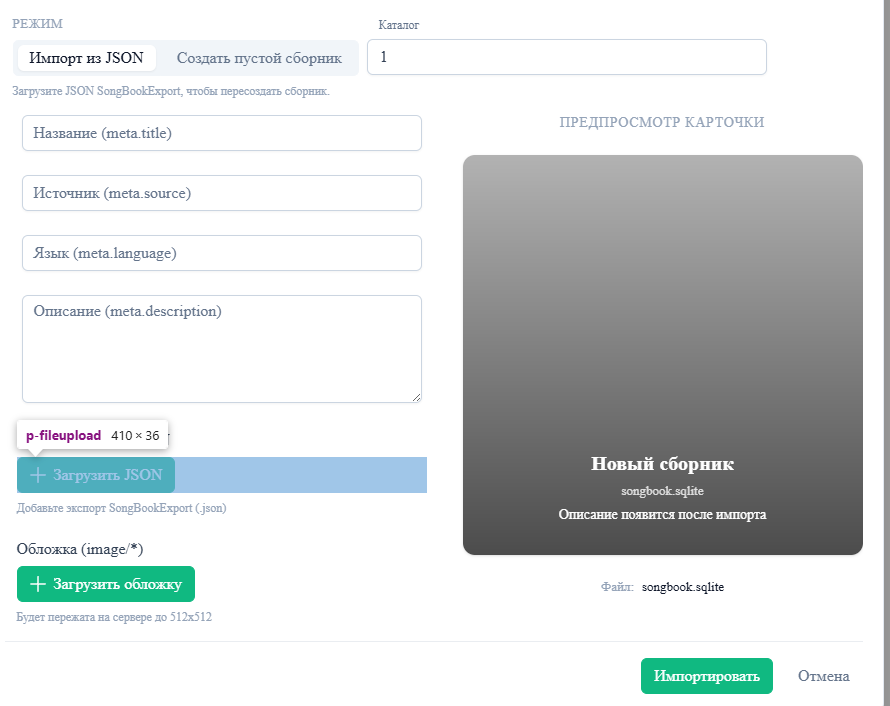 РЕЖИМ
Импорт из JSON
Создать пустой сборник
Каталог
1
Загрузите JSON SongBookExport, чтобы пересоздать сборник.
Название (meta.title)
Источник (meta.source)
Язык (meta.language)
Описание (meta.description)
p-fileupload 410 × 36
Загрузить JSON
Добавьте экспорт SongBookExport (.json)
Обложка (image/*)
Загрузить обложку
Будет пережата на сервере до 512x512
ПРЕДПРОСМОТР КАРТОЧКИ
Новый сборник
songbook.sqlite
Описание появится после импорта
Файл: songbook.sqlite
Импортировать
Отмена